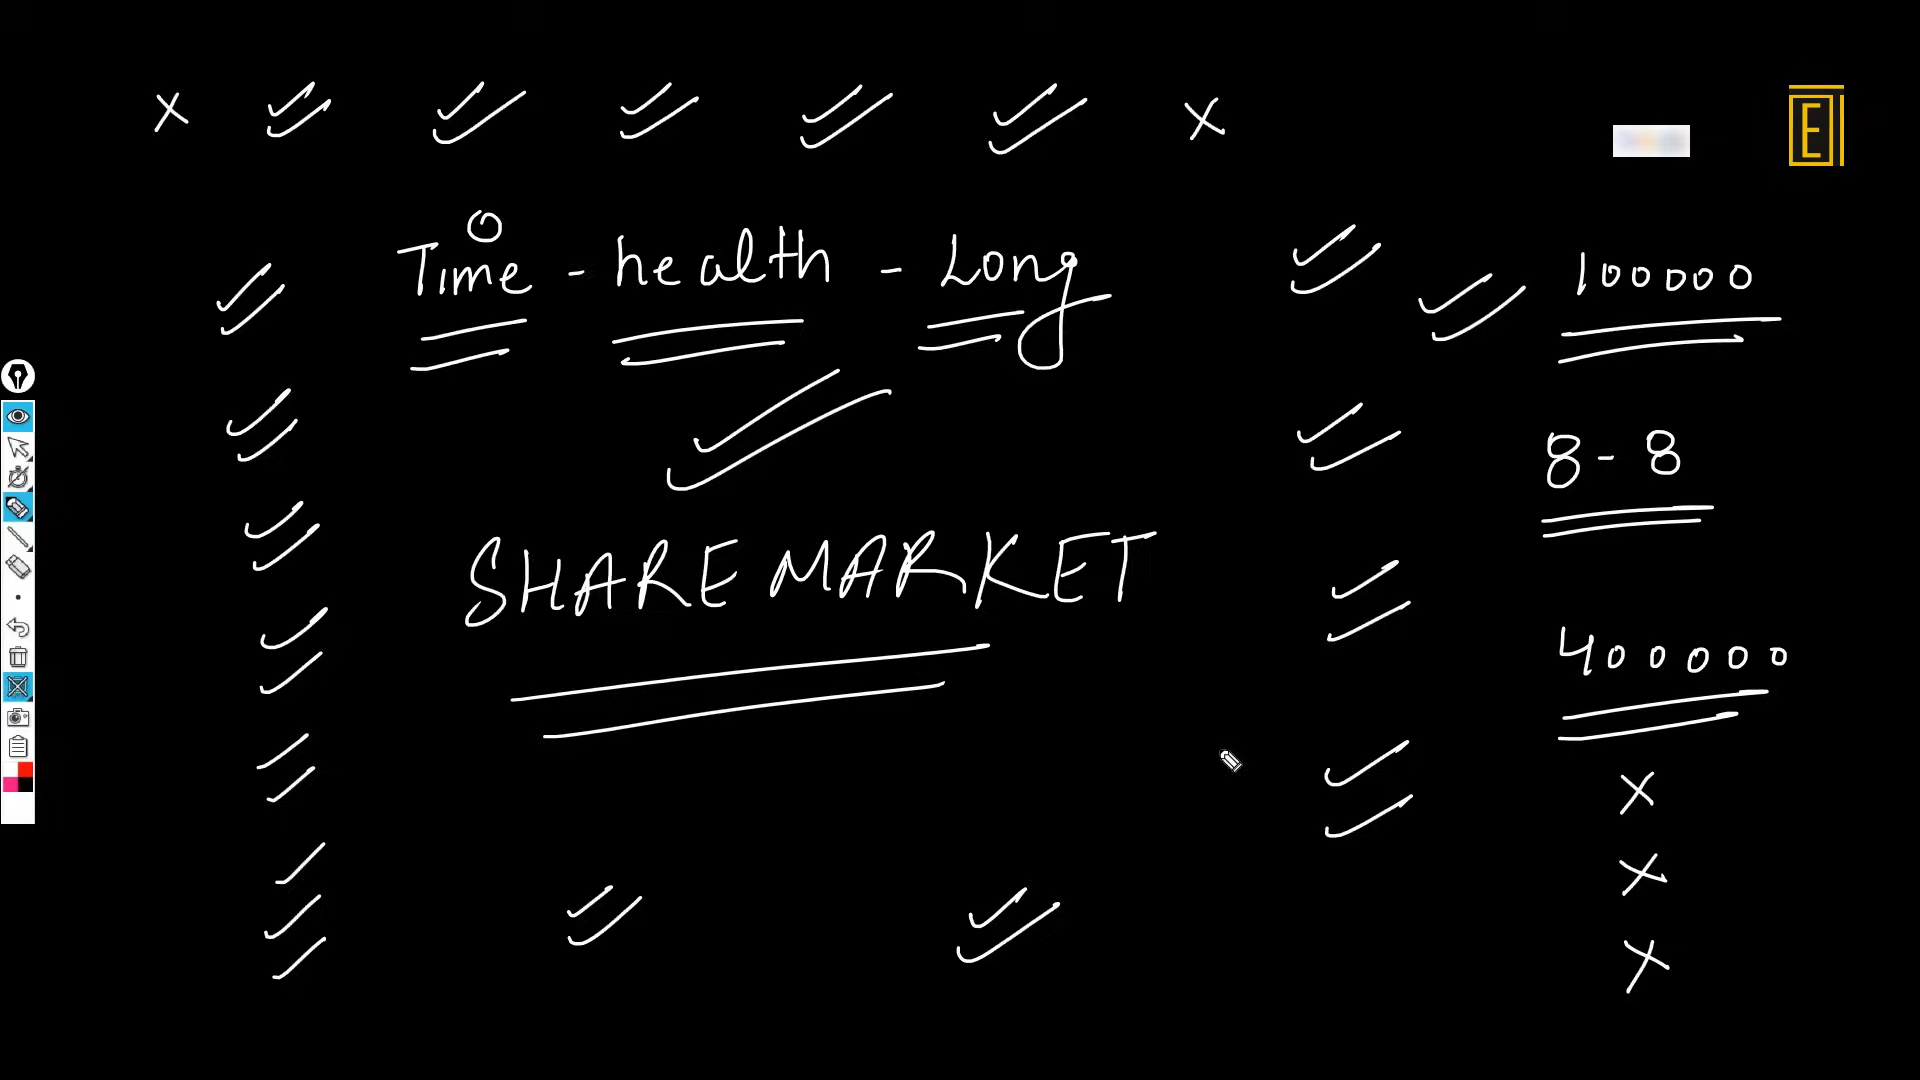 Time - health - Long
100000
8 - 8
SHARE MARKET
400000